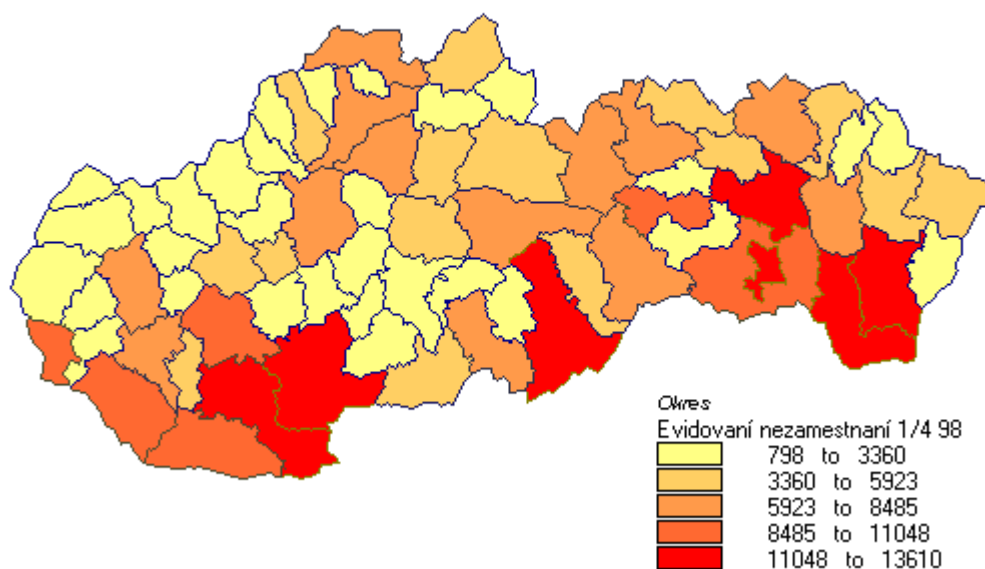 Okres
Evidovaní nezamestnaní 1/4 98
798 to 3360
3360 to 5923
5923 to 8485
8485 to 11048
11048 to 13610